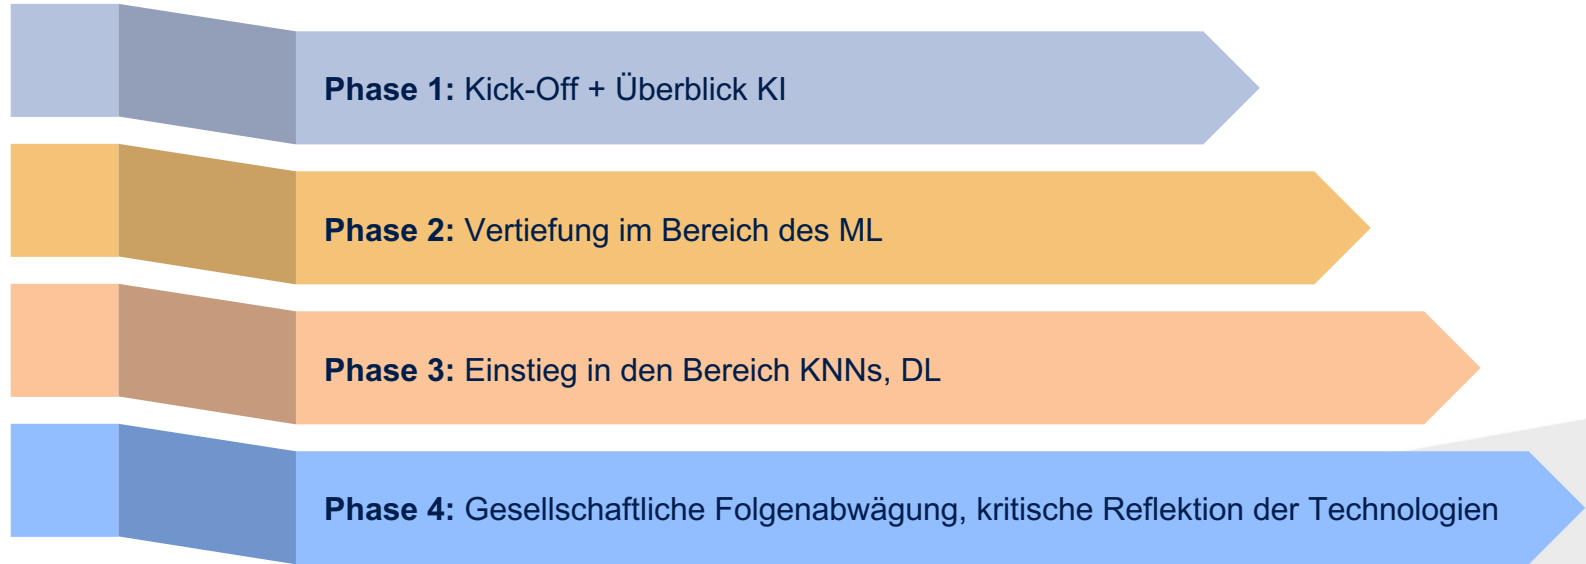 Phase 1: Kick-Off + Überblick KI
Phase 2: Vertiefung im Bereich des ML
Phase 3: Einstieg in den Bereich KNNs, DL
Phase 4: Gesellschaftliche Folgenabwägung, kritische Reflektion der Technologien